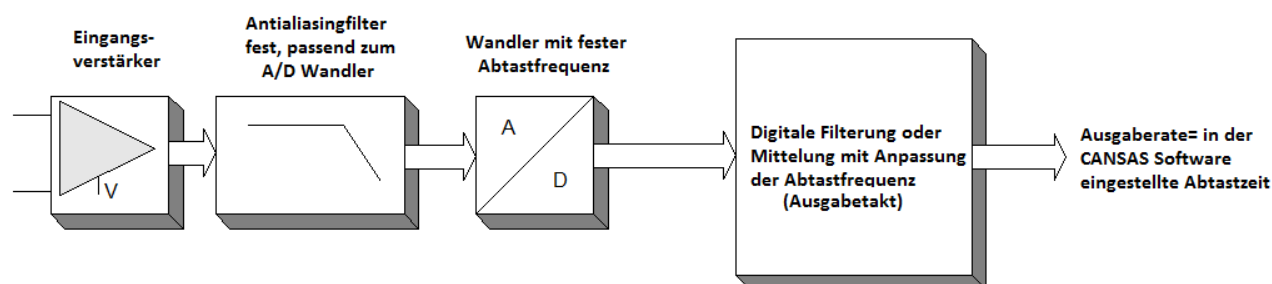 Eingangs-
verstärker
Antialiasingfilter
fest, passend zum
A/D Wandler
Wandler mit fester
Abtastfrequenz
V
A
D
Digitale Filterung oder
Mittelung mit Anpassung
der Abtastfrequenz
(Ausgabetakt)
Ausgaberate= in der
CANSAS Software
eingestellte Abtastzeit